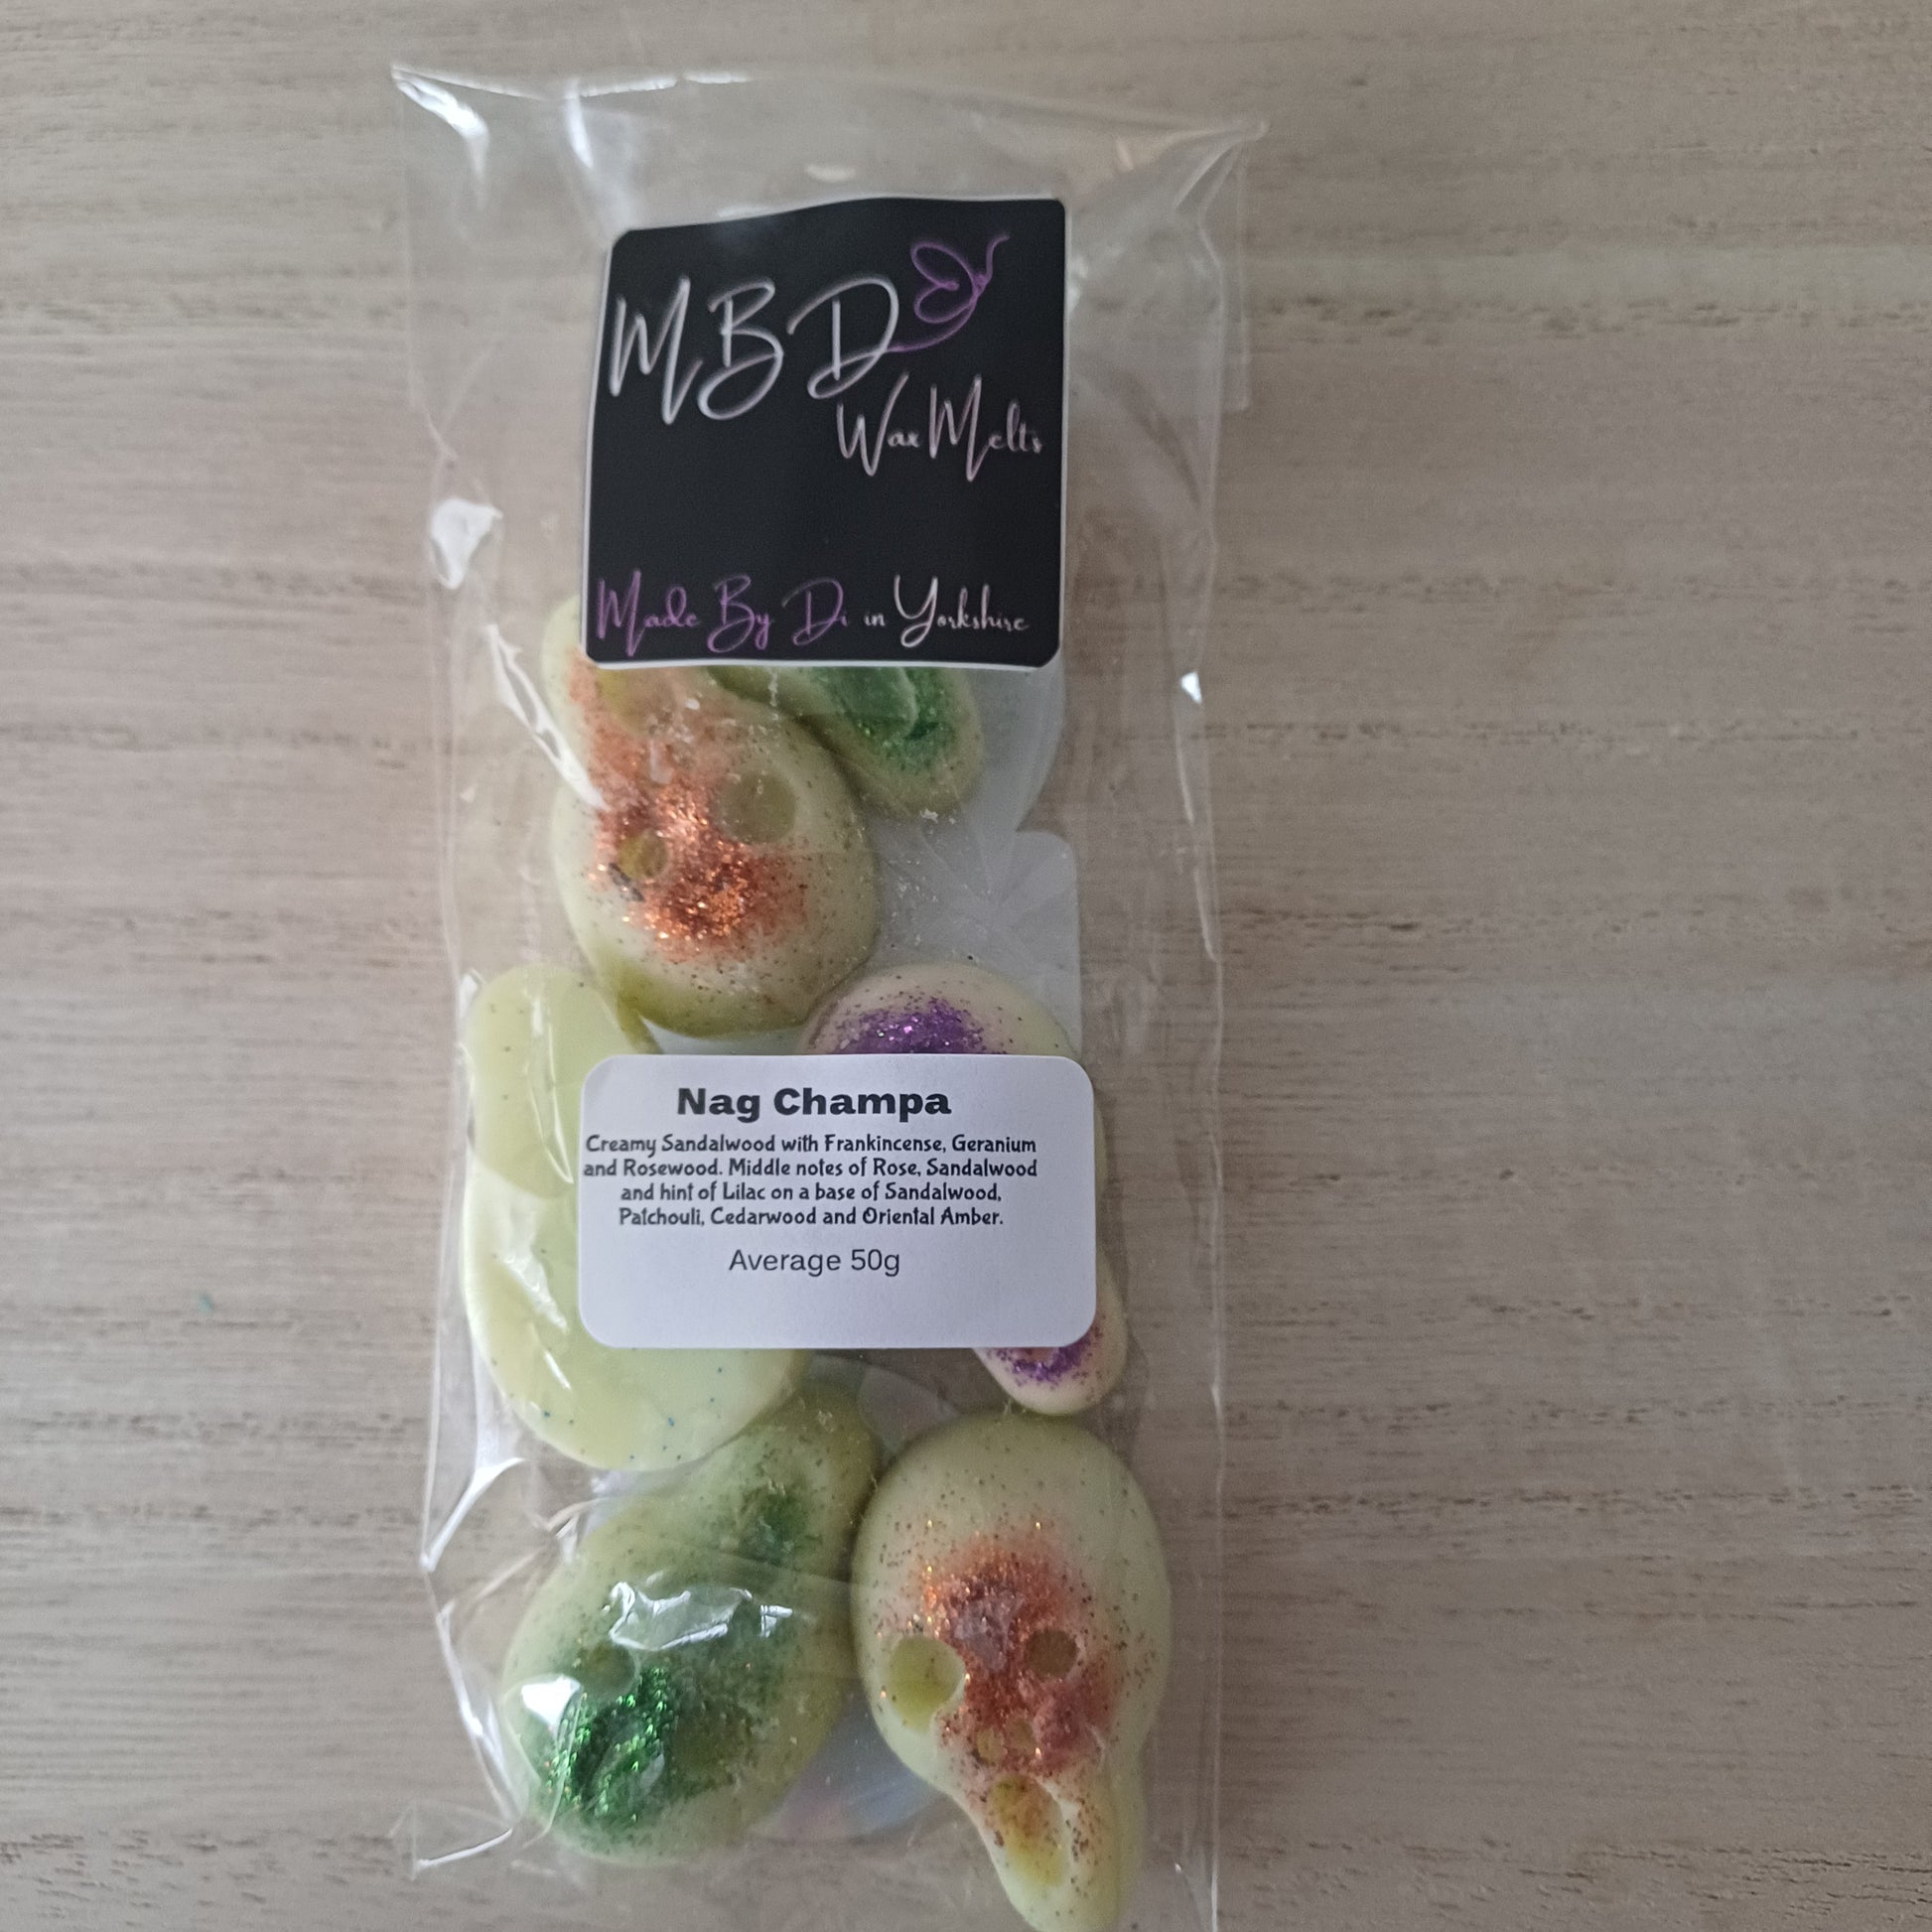 MBD
Wax Melts
Made By Di in Yorkshire
Nag Champa
Creamy Sandalwood with Frankincense, Geranium
and Rosewood. Middle notes of Rose, Sandalwood
and hint of Lilac on a base of Sandalwood,
Patchouli, Cedarwood and Oriental Amber.
Average 50g